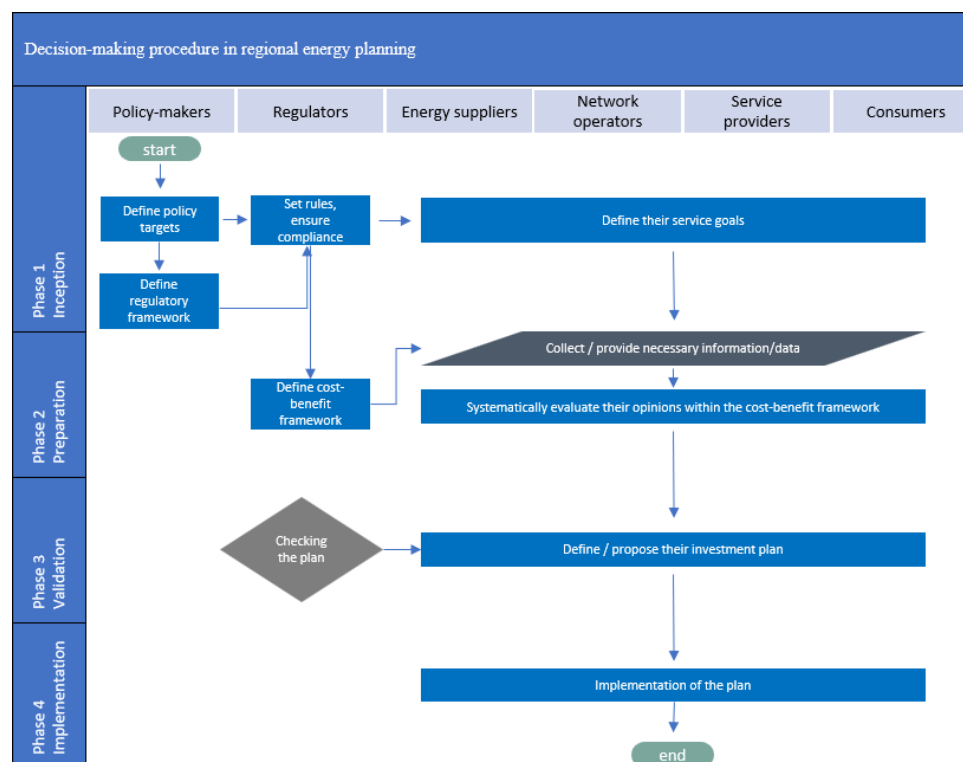 Decision-making procedure in regional energy planning
Policy-makers
Regulators
Energy suppliers
Network
operators
Service
providers
Consumers
Phase 1
Inception
start
Define policy
targets
Set rules,
ensure
compliance
Define their service goals
Define
regulatory
framework
Phase 2
Preparation
Collect / provide necessary information/data
Define cost-
benefit
framework
Systematically evaluate their opinions within the cost-benefit framework
Phase 3
Validation
Checking
the plan
Define / propose their investment plan
Phase 4
Implementation
Implementation of the plan
end